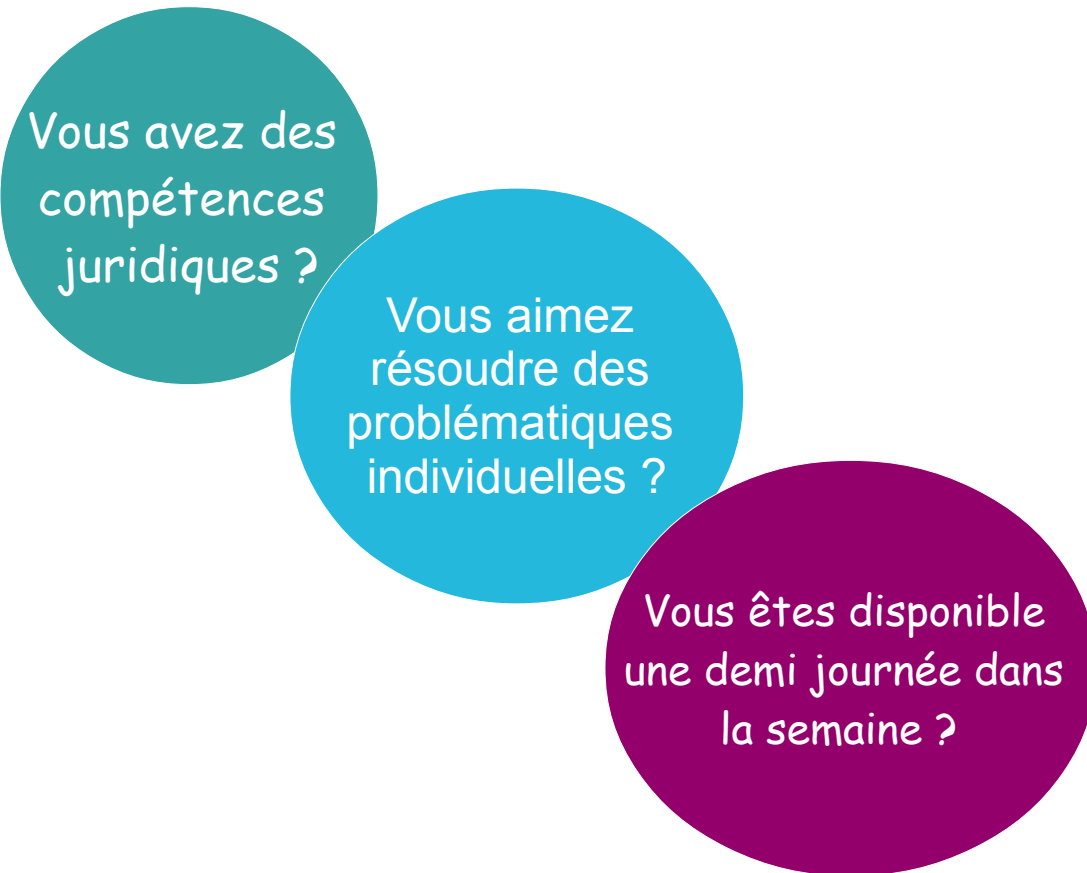 Vous avez des
compétences
juridiques ?
Vous aimez
résoudre des
problématiques
individuelles ?
Vous êtes disponible
une demi journée dans
la semaine ?